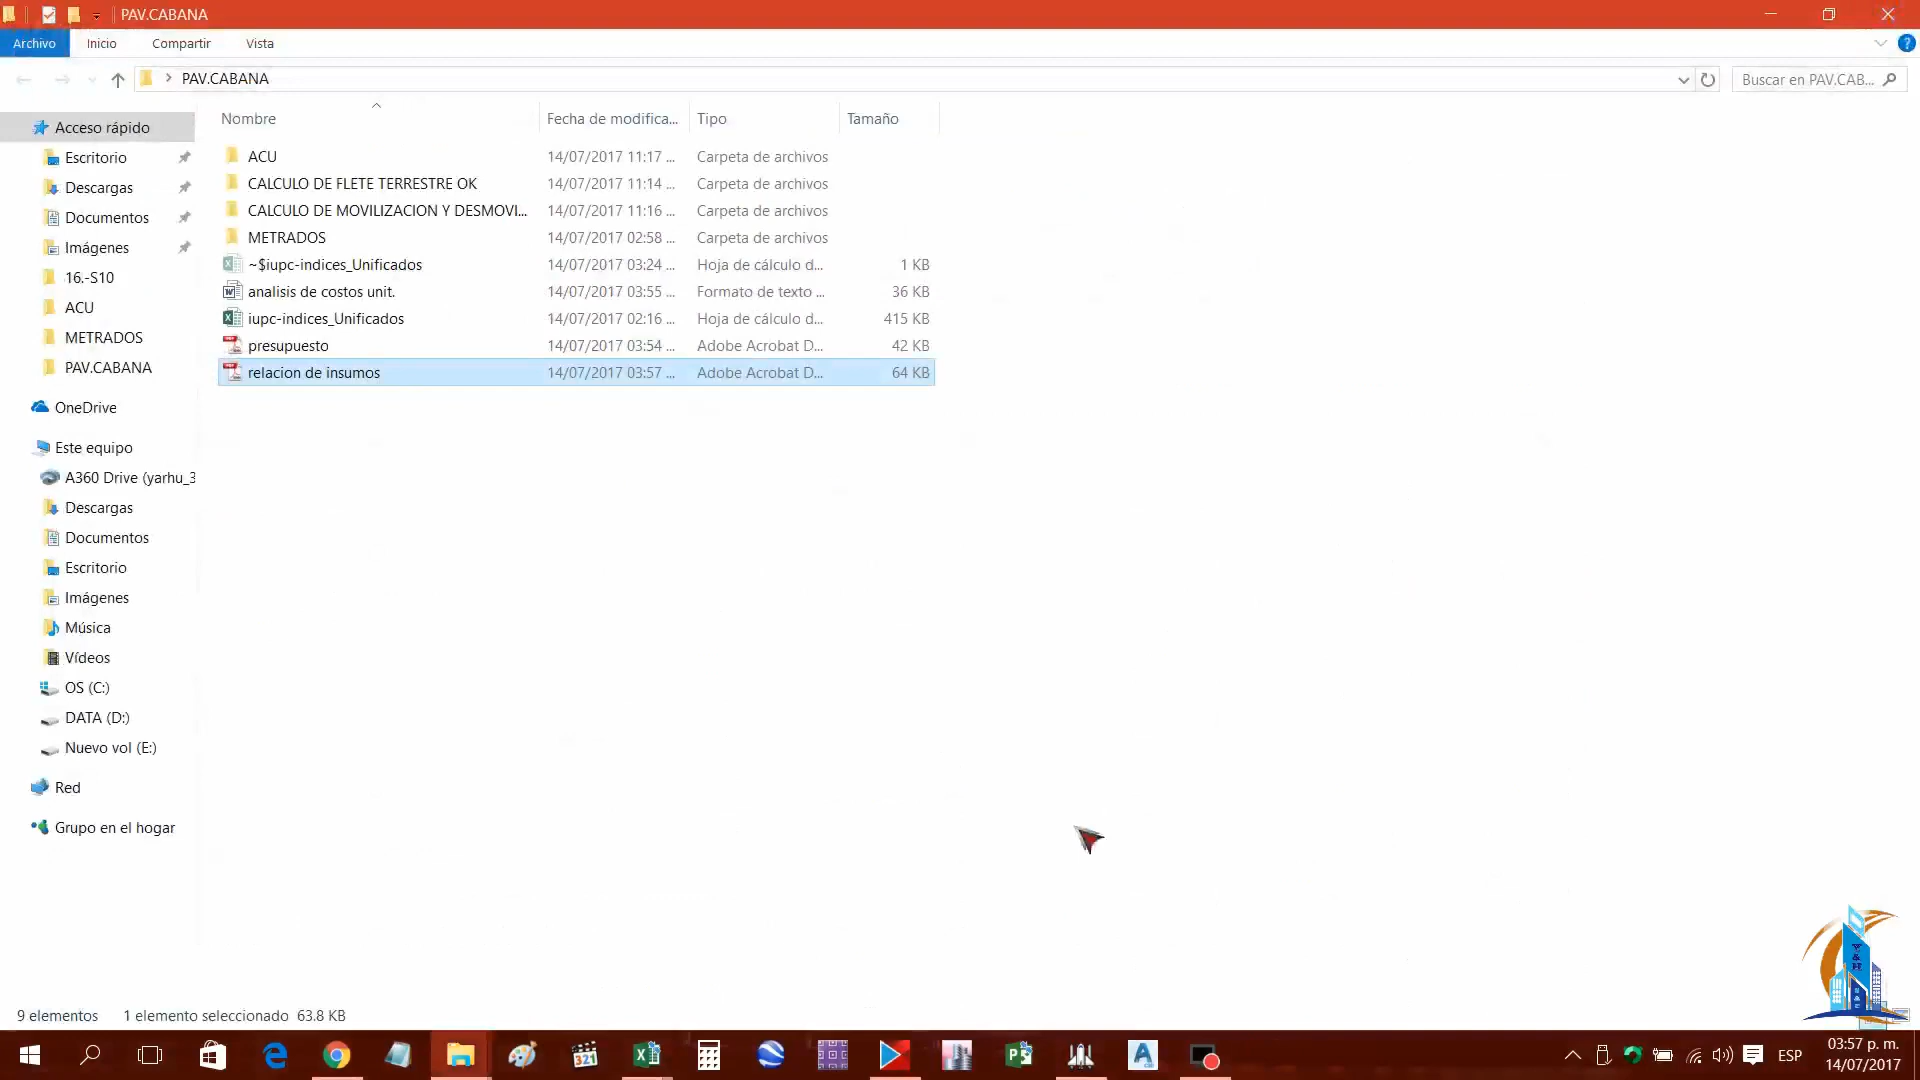 PAV.CABANA
Archivo Inicio Compartir Vista
PAV.CABANA
Buscar en PAV.CAB...
Nombre Fecha de modifica... Tipo Tamaño
Acceso rápido
Escritorio
Descargas
Documentos
Imágenes
16.-S10
ACU
METRADOS
PAV.CABANA
OneDrive
Este equipo
A360 Drive (yarhu_3
Descargas
Documentos
Escritorio
Imágenes
Música
Vídeos
OS (C:)
DATA (D:)
Nuevo vol (E:)
Red
Grupo en el hogar
ACU 14/07/2017 11:17 ... Carpeta de archivos
CALCULO DE FLETE TERRESTRE OK 14/07/2017 11:14 ... Carpeta de archivos
CALCULO DE MOVILIZACION Y DESMOVI... 14/07/2017 11:16 ... Carpeta de archivos
METRADOS 14/07/2017 02:58 ... Carpeta de archivos
~$iupc-indices_Unificados 14/07/2017 03:24 ... Hoja de cálculo d... 1 KB
analisis de costos unit. 14/07/2017 03:55 ... Formato de texto ... 36 KB
iupc-indices_Unificados 14/07/2017 02:16 ... Hoja de cálculo d... 415 KB
presupuesto 14/07/2017 03:54 ... Adobe Acrobat D... 42 KB
relacion de insumos 14/07/2017 03:57 ... Adobe Acrobat D... 64 KB
9 elementos 1 elemento seleccionado 63.8 KB
321
ESP
03:57 p. m.
14/07/2017